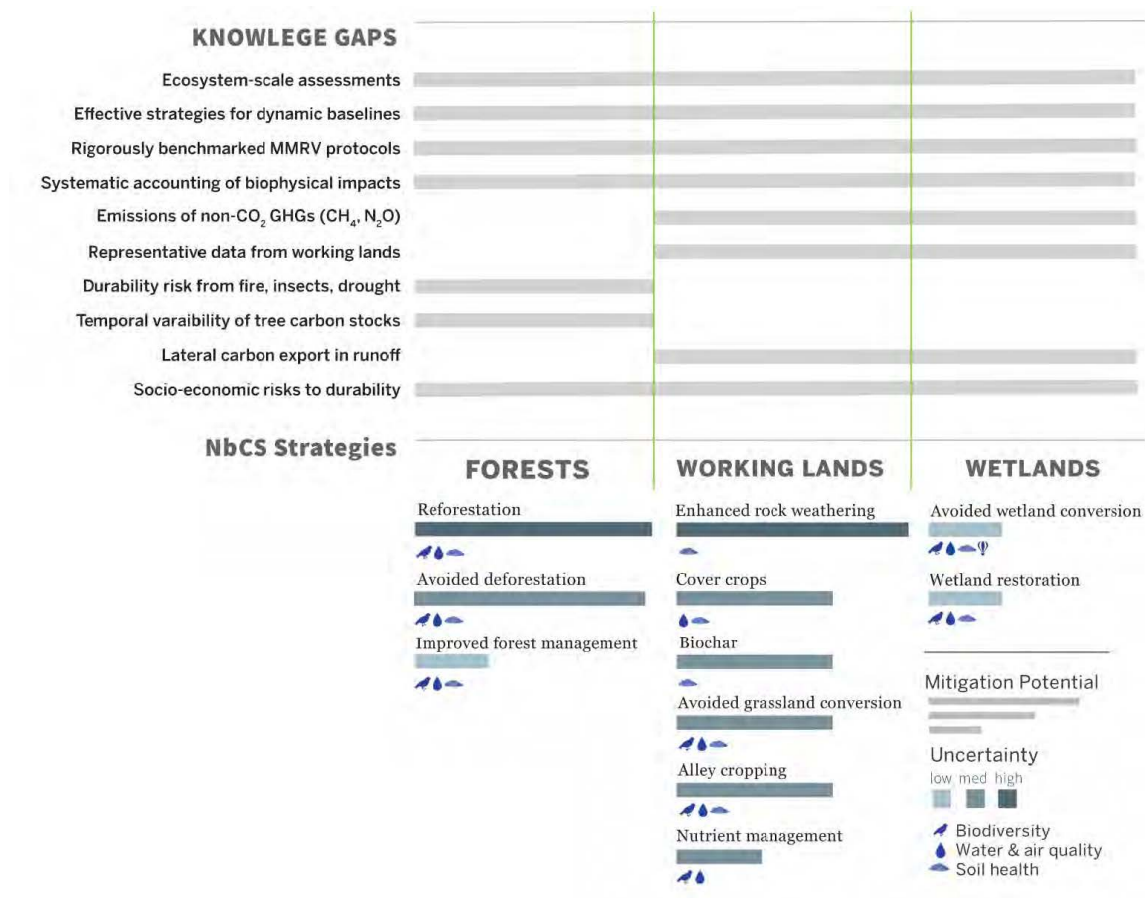 KNOWLEGE GAPS
Ecosystem-scale assessments
Effective strategies for dynamic baselines
Rigorously benchmarked MMRV protocols
Systematic accounting of biophysical impacts
Emissions of non-CO₂ GHGs (CH₄, N₂O)
Representative data from working lands
Durability risk from fire, insects, drought
Temporal varaibility of tree carbon stocks
Lateral carbon export in runoff
Socio-economic risks to durability
NbCS Strategies
FORESTS
Reforestation
Avoided deforestation
Improved forest management
WORKING LANDS
Enhanced rock weathering
Cover crops
Biochar
Avoided grassland conversion
Alley cropping
Nutrient management
WETLANDS
Avoided wetland conversion
Wetland restoration
Mitigation Potential
Uncertainty
low med high
Biodiversity
Water & air quality
Soil health